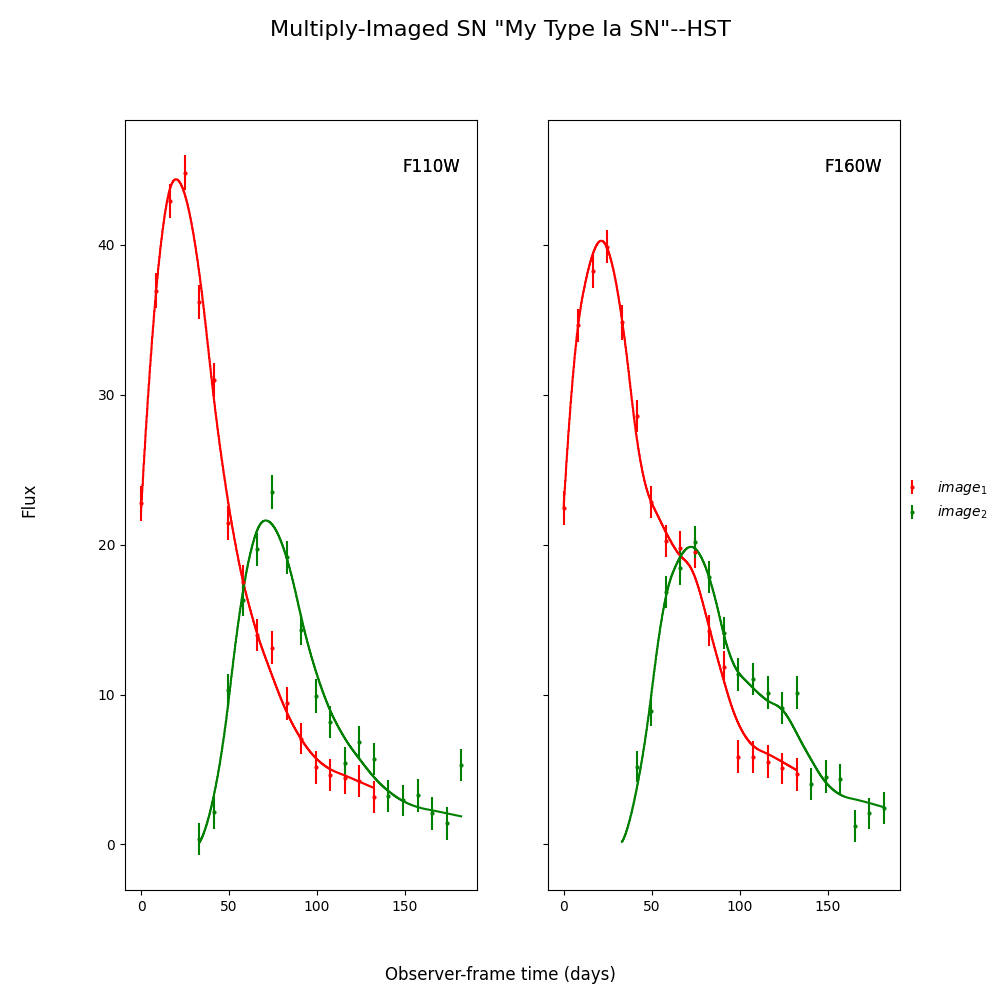 Multiply-Imaged SN "My Type Ia SN"--HST
F110W
F160W
40
30
20
10
0
Flux
image1
image2
0 50 100 150
0 50 100 150
Observer-frame time (days)